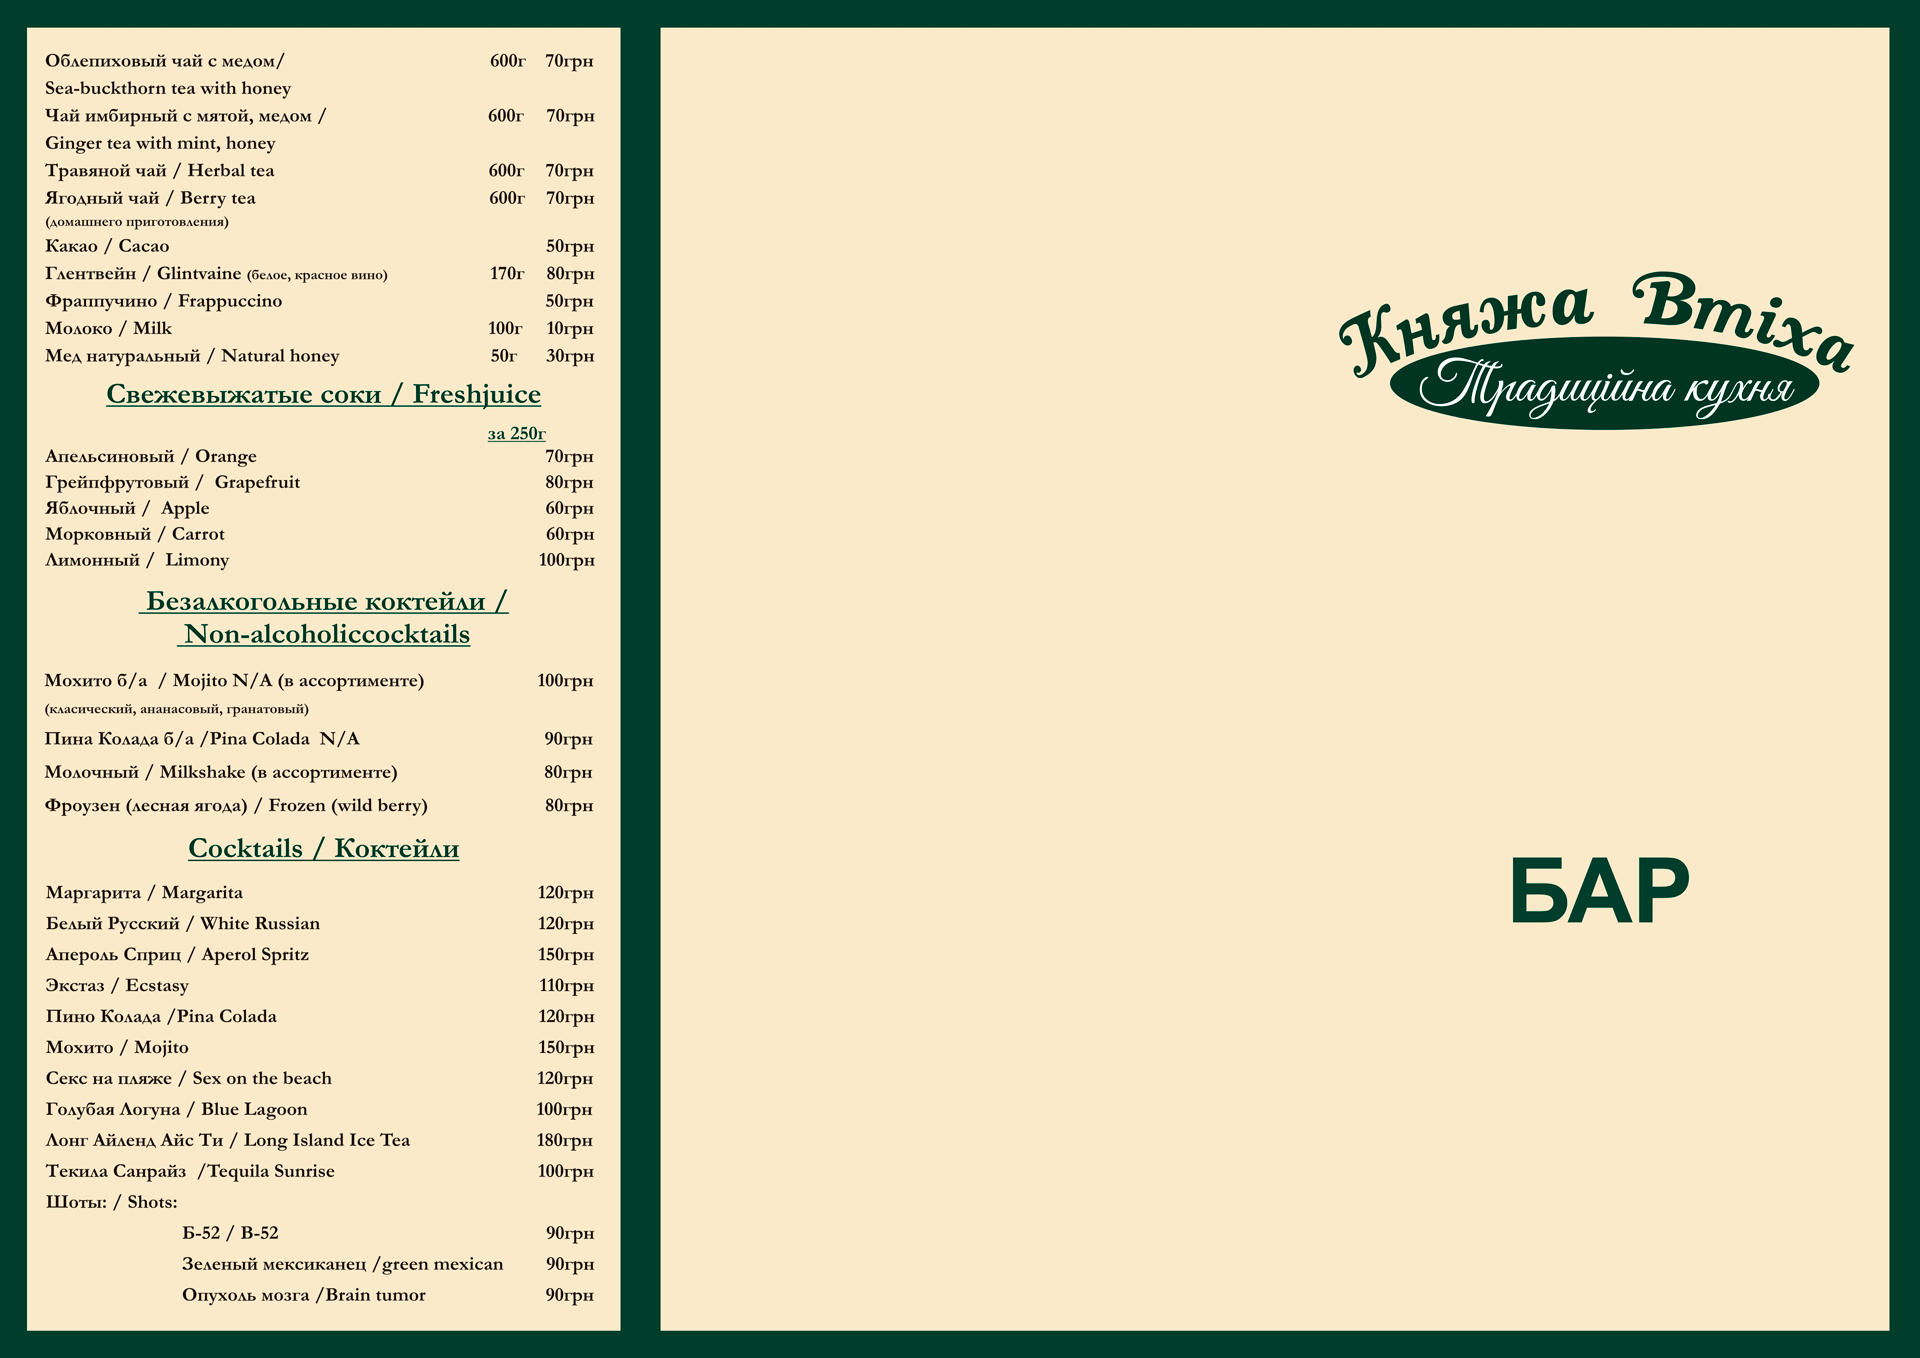 Облепиховый чай с медом/ 600г 70грн
Sea-buckthorn tea with honey
Чай имбирный с мятой, медом / 600г 70грн
Ginger tea with mint, honey
Травяной чай / Herbal tea 600г 70грн
Ягодный чай / Berry tea 600г 70грн
(домашнего приготовления)
Какао / Cacao 50грн
Глентвейн / Glintvaine (белое, красное вино) 170г 80грн
Фраппучино / Frappuccino 50грн
Молоко / Milk 100г 10грн
Мед натуральный / Natural honey 50г 30грн
Свежевыжатые соки / Freshjuice
за 250г
Апельсиновый / Orange 70грн
Грейпфрутовый / Grapefruit 80грн
Яблочный / Apple 60грн
Морковный / Carrot 60грн
Лимонный / Limony 100грн
Безалкогольные коктейли /
Non-alcoholiccocktails
Мохито б/а / Mojito N/A (в ассортименте) 100грн
(класический, ананасовый, гранатовый)
Пина Колада б/а /Pina Colada N/A 90грн
Молочный / Milkshake (в ассортименте) 80грн
Фроузен (лесная ягода) / Frozen (wild berry) 80грн
Cocktails / Коктейли
Маргарита / Margarita 120грн
Белый Русский / White Russian 120грн
Апероль Сприц / Aperol Spritz 150грн
Экстаз / Ecstasy 110грн
Пино Колада /Pina Colada 120грн
Мохито / Mojito 150грн
Секс на пляже / Sex on the beach 120грн
Голубая Логуна / Blue Lagoon 100грн
Лонг Айленд Айс Ти / Long Island Ice Tea 180грн
Текила Санрайз /Tequila Sunrise 100грн
Шоты: / Shots:
Б-52 / B-52 90грн
Зеленый мексиканец /green mexican 90грн
Опухоль мозга /Brain tumor 90грн
Княжа Втіха
Традиційна кухня
БАР